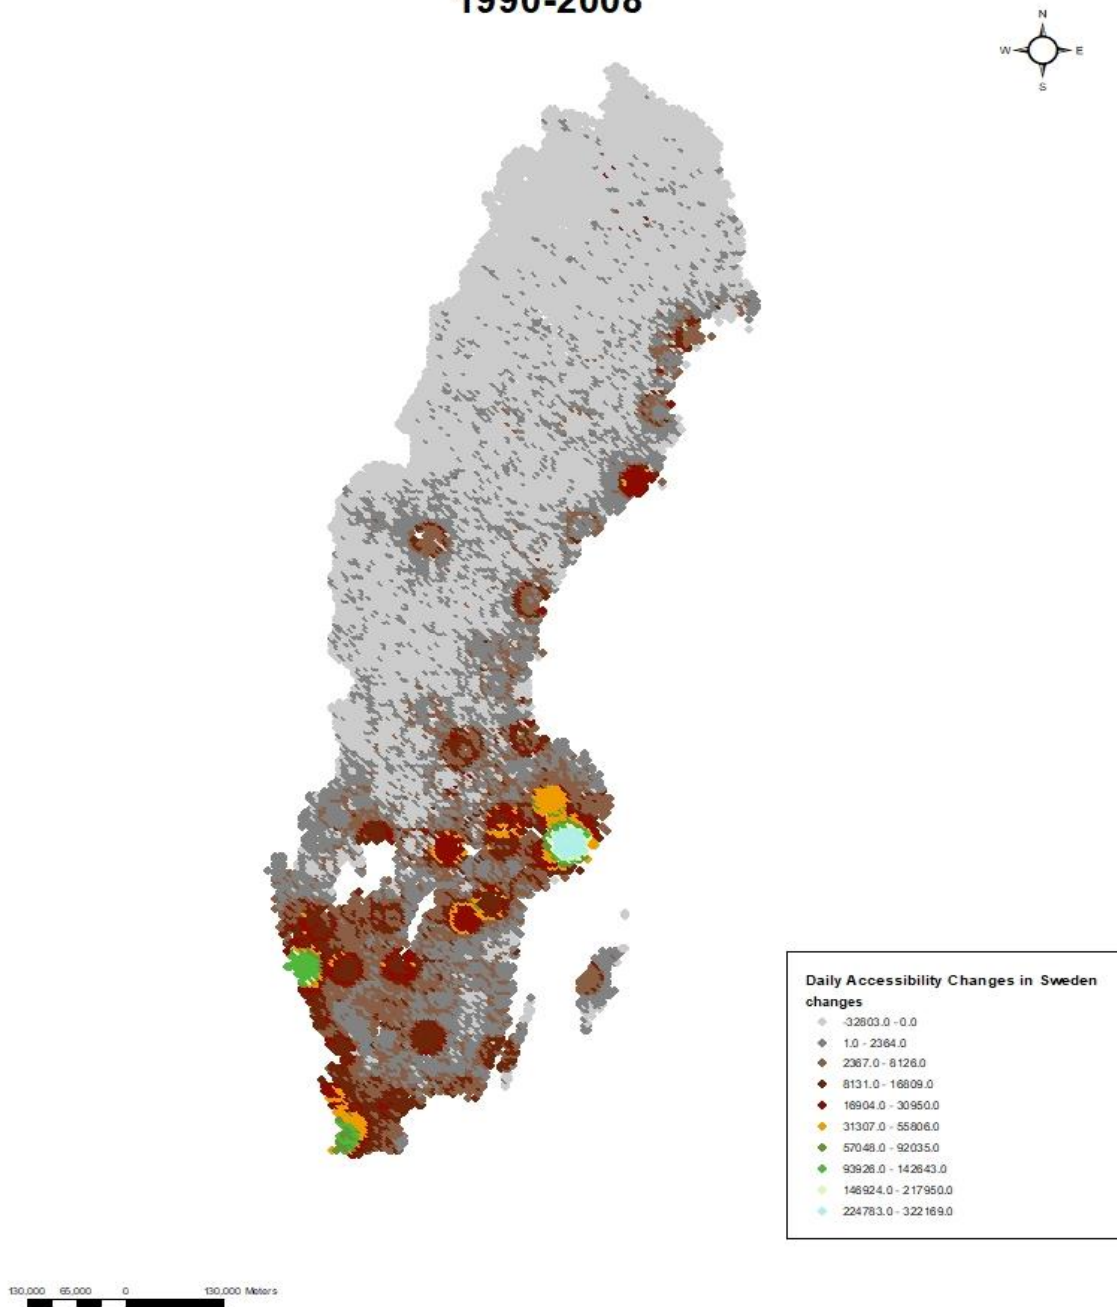 1990-2008
N
W E
S
Daily Accessibility Changes in Sweden
changes
-32803.0 - 0.0
1.0 - 2364.0
2367.0 - 8126.0
8131.0 - 16809.0
16904.0 - 30950.0
31307.0 - 55806.0
57048.0 - 92035.0
93926.0 - 142643.0
146924.0 - 217950.0
224783.0 - 322169.0
130,000 65,000 0 130,000 Meters